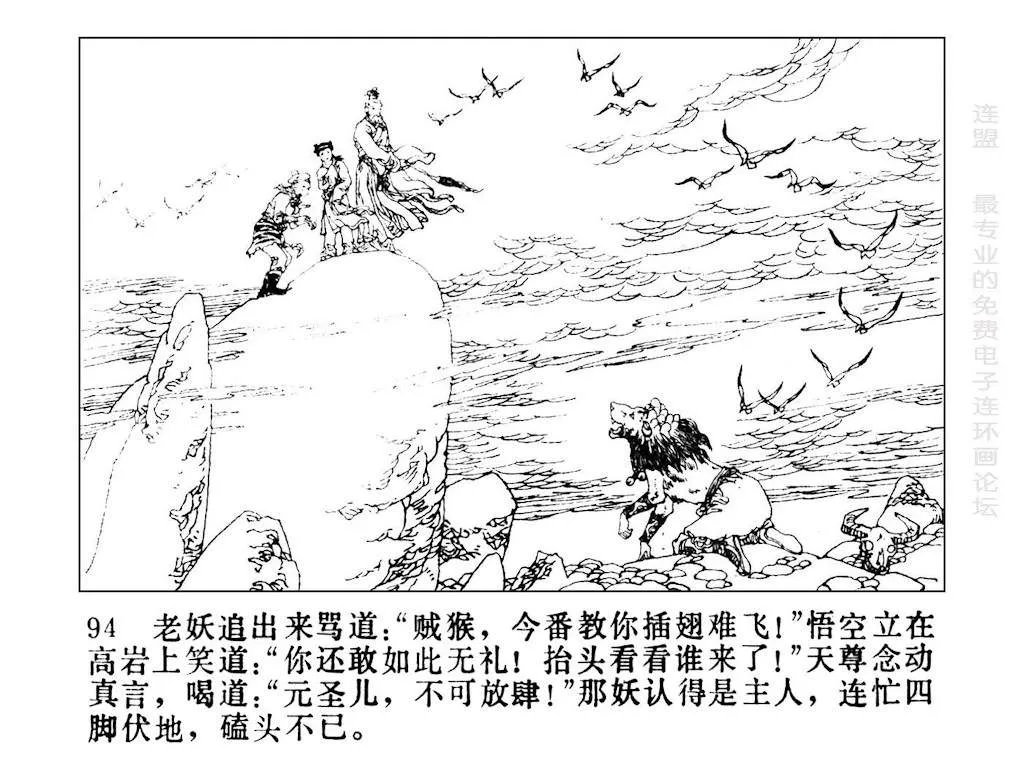 94 老妖追出来骂道:“贼猴,今番教你插翅难飞!”悟空立在
高岩上笑道:“你还敢如此无礼!抬头看看谁来了!”天尊念动
真言,喝道:“元圣儿,不可放肆!”那妖认得是主人,连忙四
脚伏地,磕头不已。
连盟 最专业的免费电子连环画论坛